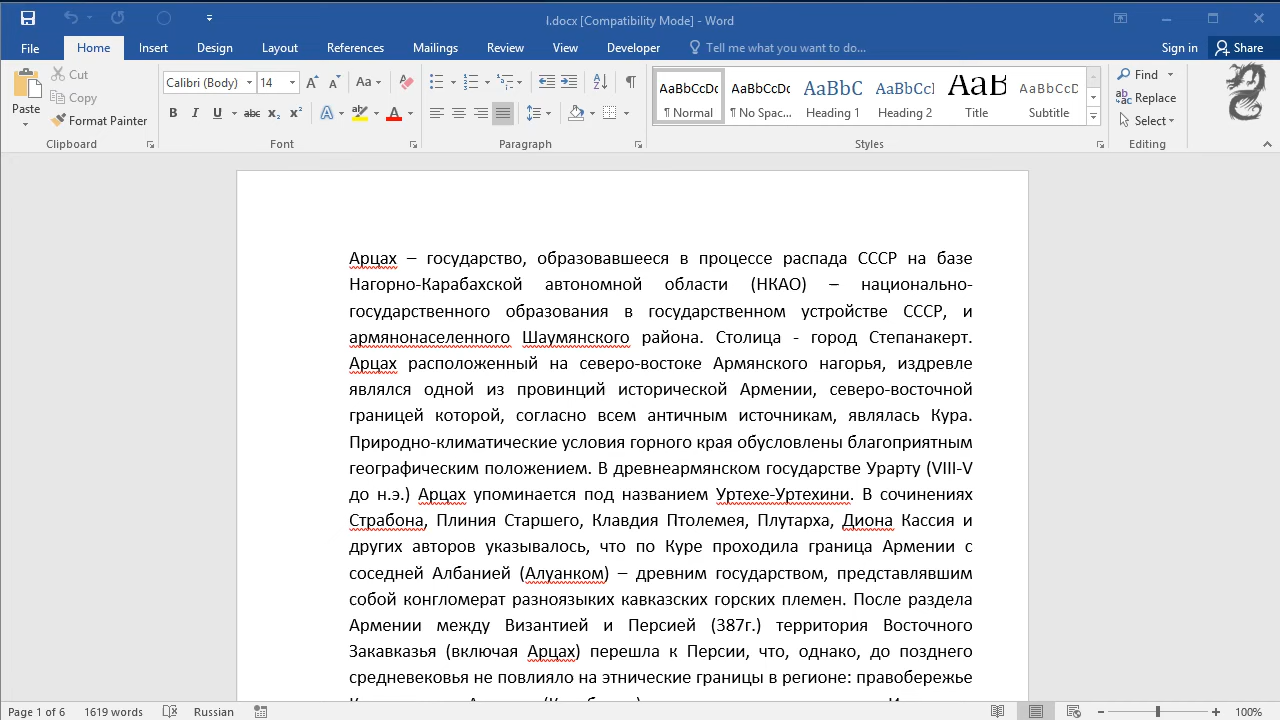 I.docx [Compatibility Mode] - Word
File Home Insert Design Layout References Mailings Review View Developer Tell me what you want to do... Sign in Share
Paste
Cut
Copy
Format Painter
Clipboard
Calibri (Body) 14 Aa
B I U abc x₂ x² A A
Font
Paragraph
AaBbCcDc AaBbCcDc AaBbC AaBbCcI AaB AaBbCcD
¶ Normal ¶ No Spac... Heading 1 Heading 2 Title Subtitle
Styles
Find
Replace
Select
Editing
Арцах – государство, образовавшееся в процессе распада СССР на базе
Нагорно-Карабахской автономной области (НКАО) – национально-
государственного образования в государственном устройстве СССР, и
армянонаселенного Шаумянского района. Столица - город Степанакерт.
Арцах расположенный на северо-востоке Армянского нагорья, издревле
являлся одной из провинций исторической Армении, северо-восточной
границей которой, согласно всем античным источникам, являлась Кура.
Природно-климатические условия горного края обусловлены благоприятным
географическим положением. В древнеармянском государстве Урарту (VIII-V
до н.э.) Арцах упоминается под названием Уртехе-Уртехини. В сочинениях
Страбона, Плиния Старшего, Клавдия Птолемея, Плутарха, Диона Кассия и
других авторов указывалось, что по Куре проходила граница Армении с
соседней Албанией (Алуанком) – древним государством, представлявшим
собой конгломерат разноязыких кавказских горских племен. После раздела
Армении между Византией и Персией (387г.) территория Восточного
Закавказья (включая Арцах) перешла к Персии, что, однако, до позднего
средневековья не повлияло на этнические границы в регионе: правобережье
Page 1 of 6 1619 words Russian 100%